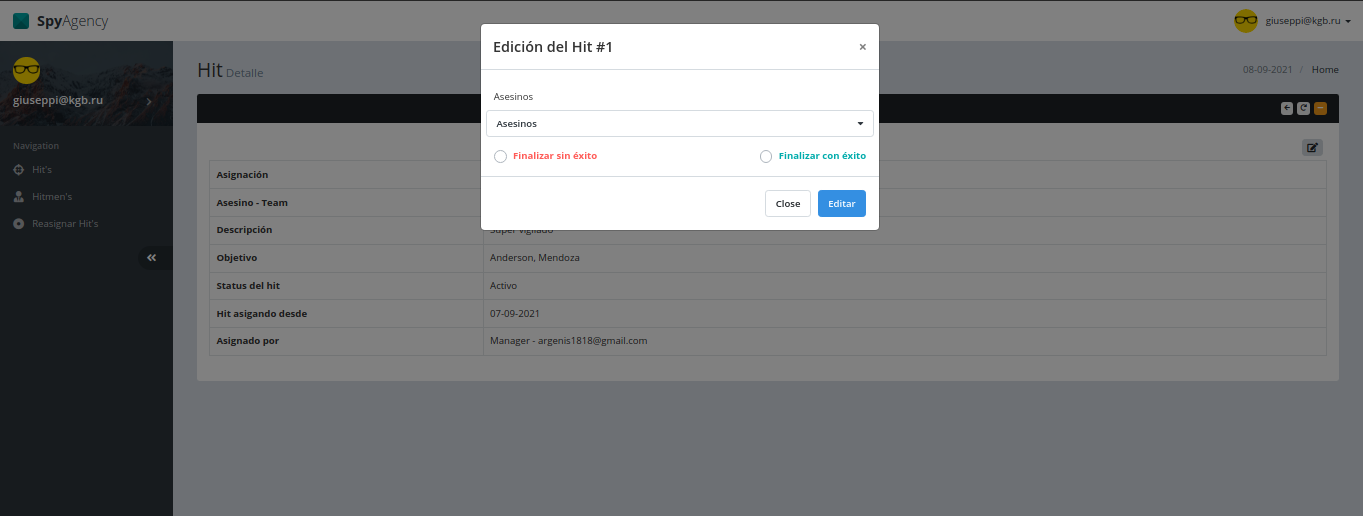 SpyAgency
giuseppi@kgb.ru
giuseppi@kgb.ru
Navigation
Hit's
Hitmen's
Reasignar Hit's
Hit Detalle
08-09-2021 / Home
Edición del Hit #1 ×
Asesinos
Asesinos
Finalizar sin éxito Finalizar con éxito
Close Editar
Asignación
Asesino - Team
Descripción Super vigilado
Objetivo Anderson, Mendoza
Status del hit Activo
Hit asigando desde 07-09-2021
Asignado por Manager - argenis1818@gmail.com